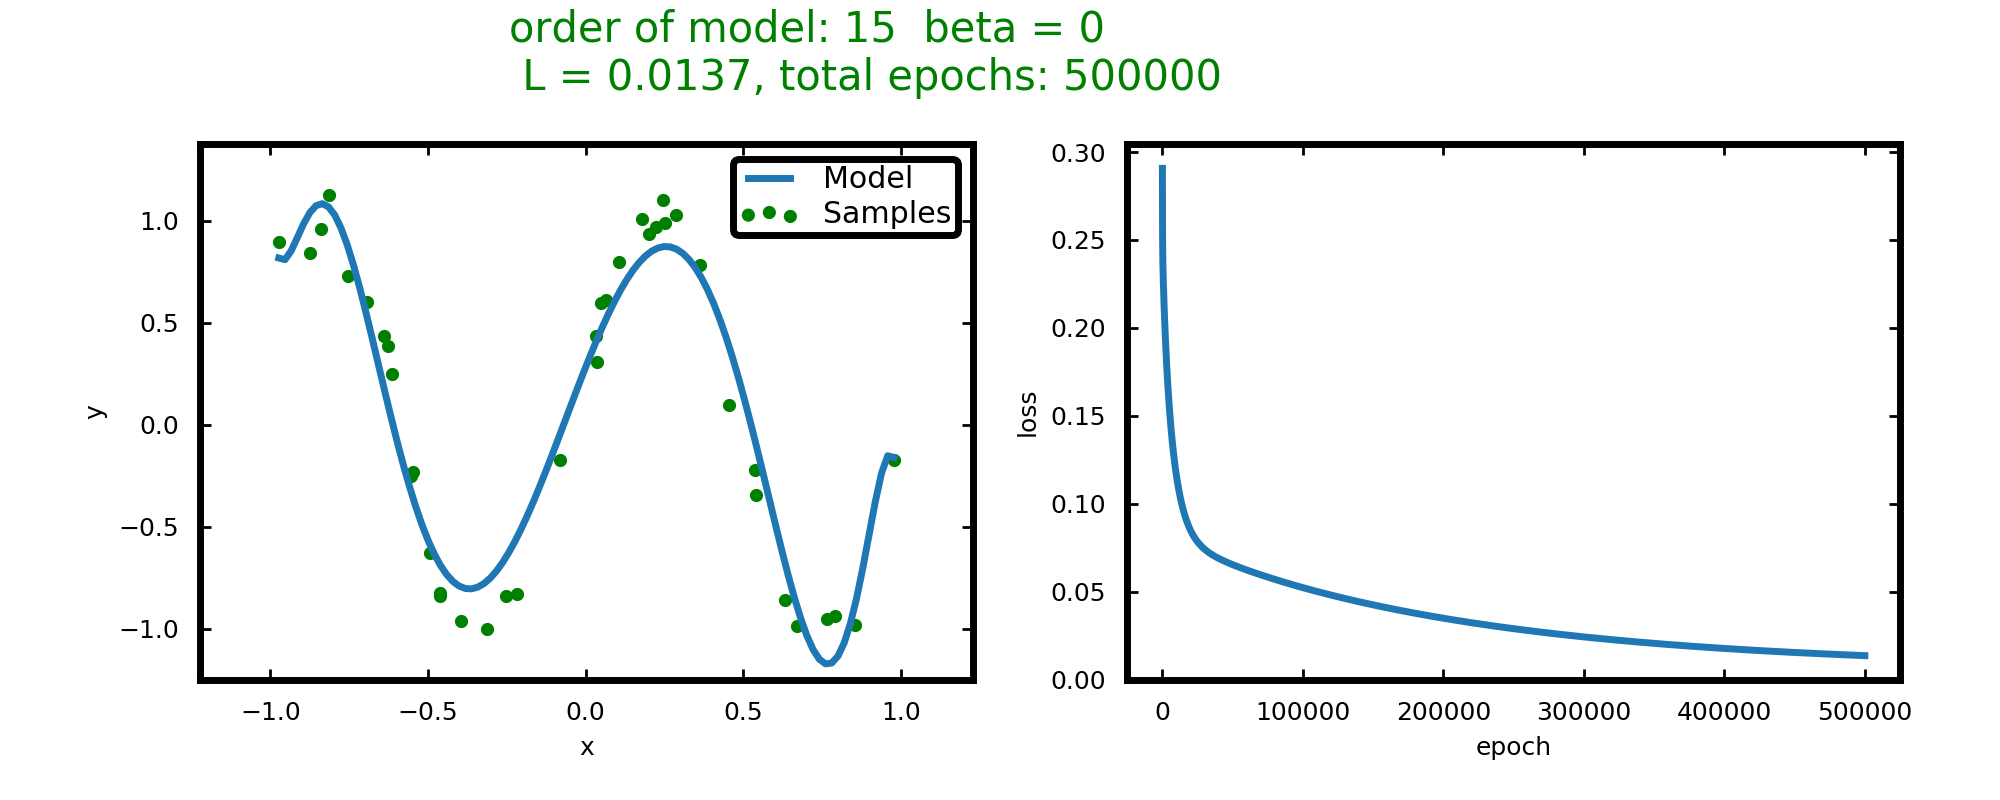 order of model: 15  beta = 0
L = 0.0137, total epochs: 500000
Model
Samples
1.0
0.5
0.0
−0.5
−1.0
y
−1.0 −0.5 0.0 0.5 1.0
x
0.30
0.25
0.20
0.15
0.10
0.05
0.00
loss
0 100000 200000 300000 400000 500000
epoch